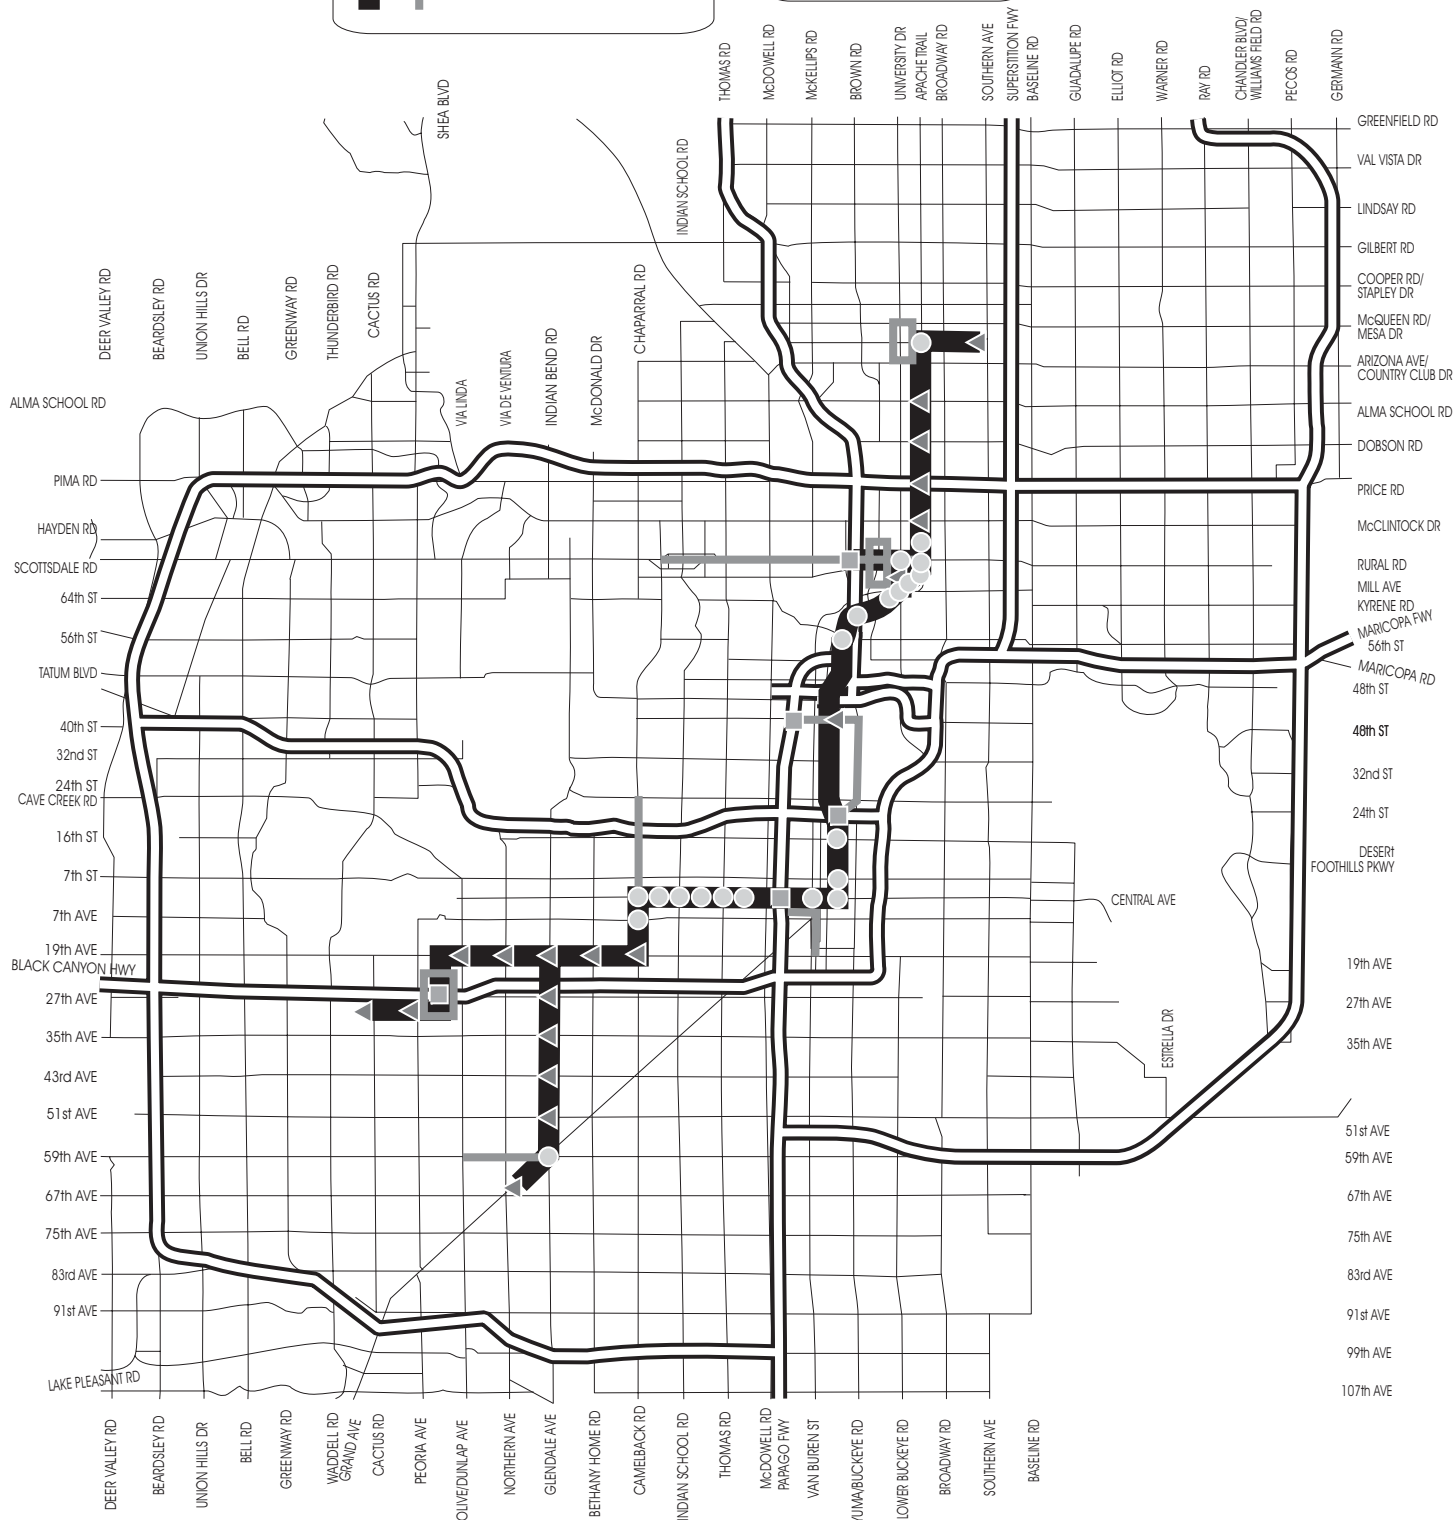 THOMAS RD
McDOWELL RD
McKELLIPS RD
BROWN RD
UNIVERSITY DR
APACHE TRAIL
BROADWAY RD
SOUTHERN AVE
SUPERSTITION FWY
BASELINE RD
GUADALUPE RD
ELLIOT RD
WARNER RD
RAY RD
CHANDLER BLVD/
WILLIAMS FIELD RD
PECOS RD
GERMANN RD
SHEA BLVD
INDIAN SCHOOL RD
DEER VALLEY RD
BEARDSLEY RD
UNION HILLS DR
BELL RD
GREENWAY RD
THUNDERBIRD RD
CACTUS RD
VIA LINDA
VIA DE VENTURA
INDIAN BEND RD
McDONALD DR
CHAPARRAL RD
GREENFIELD RD
VAL VISTA DR
LINDSAY RD
GILBERT RD
COOPER RD/
STAPLEY DR
McQUEEN RD/
MESA DR
ARIZONA AVE/
COUNTRY CLUB DR
ALMA SCHOOL RD
DOBSON RD
PRICE RD
McCLINTOCK DR
RURAL RD
MILL AVE
KYRENE RD
MARICOPA FWY
56th ST
MARICOPA RD
48th ST
48th ST
32nd ST
24th ST
DESERt
FOOTHILLS PKWY
CENTRAL AVE
19th AVE
27th AVE
ESTRELLA DR
35th AVE
51st AVE
59th AVE
67th AVE
75th AVE
83rd AVE
91st AVE
99th AVE
107th AVE
ALMA SCHOOL RD
PIMA RD
HAYDEN RD
SCOTTSDALE RD
64th ST
56th ST
TATUM BLVD
40th ST
32nd ST
24th ST
CAVE CREEK RD
16th ST
7th ST
7th AVE
19th AVE
BLACK CANYON HWY
27th AVE
35th AVE
43rd AVE
51st AVE
59th AVE
67th AVE
75th AVE
83rd AVE
91st AVE
LAKE PLEASANT RD
DEER VALLEY RD
BEARDSLEY RD
UNION HILLS DR
BELL RD
GREENWAY RD
WADDELL RD
GRAND AVE
CACTUS RD
PEORIA AVE
OLIVE/DUNLAP AVE
NORTHERN AVE
GLENDALE AVE
BETHANY HOME RD
CAMELBACK RD
INDIAN SCHOOL RD
THOMAS RD
McDOWELL RD
PAPAGO FWY
VAN BUREN ST
YUMA/BUCKEYE RD
LOWER BUCKEYE RD
BROADWAY RD
SOUTHERN AVE
BASELINE RD